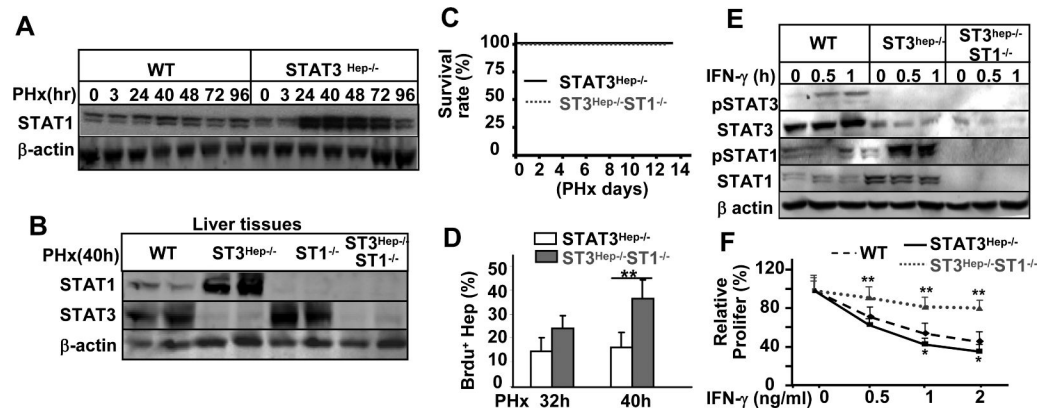 A
WT STAT3 Hep-/-
PHx(hr) 0 3 24 40 48 72 96 0 3 24 40 48 72 96
STAT1
β-actin
B
Liver tissues
PHx(40h) WT ST3Hep-/- ST1-/- ST3Hep-/-
ST1-/-
STAT1
STAT3
β-actin
C
Survival
rate (%)
100
75
50
25
0
STAT3Hep-/-
ST3Hep-/-ST1-/-
0 2 4 6 8 10 12 14
(PHx days)
D
STAT3Hep-/-
ST3Hep-/-ST1-/-
Brdu+ Hep (%)
50
40
30
20
10
0
**
PHx 32h 40h
E
WT ST3hep-/- ST3hep-/-
ST1-/-
IFN-γ (h) 0 0.5 1 0 0.5 1 0 0.5 1
pSTAT3
STAT3
pSTAT1
STAT1
β actin
F
WT
STAT3Hep-/-
ST3Hep-/-ST1-/-
Relative
Prolifer. (%)
120
80
40
0
** ** **
* *
IFN-γ (ng/ml) 0 0.5 1 2